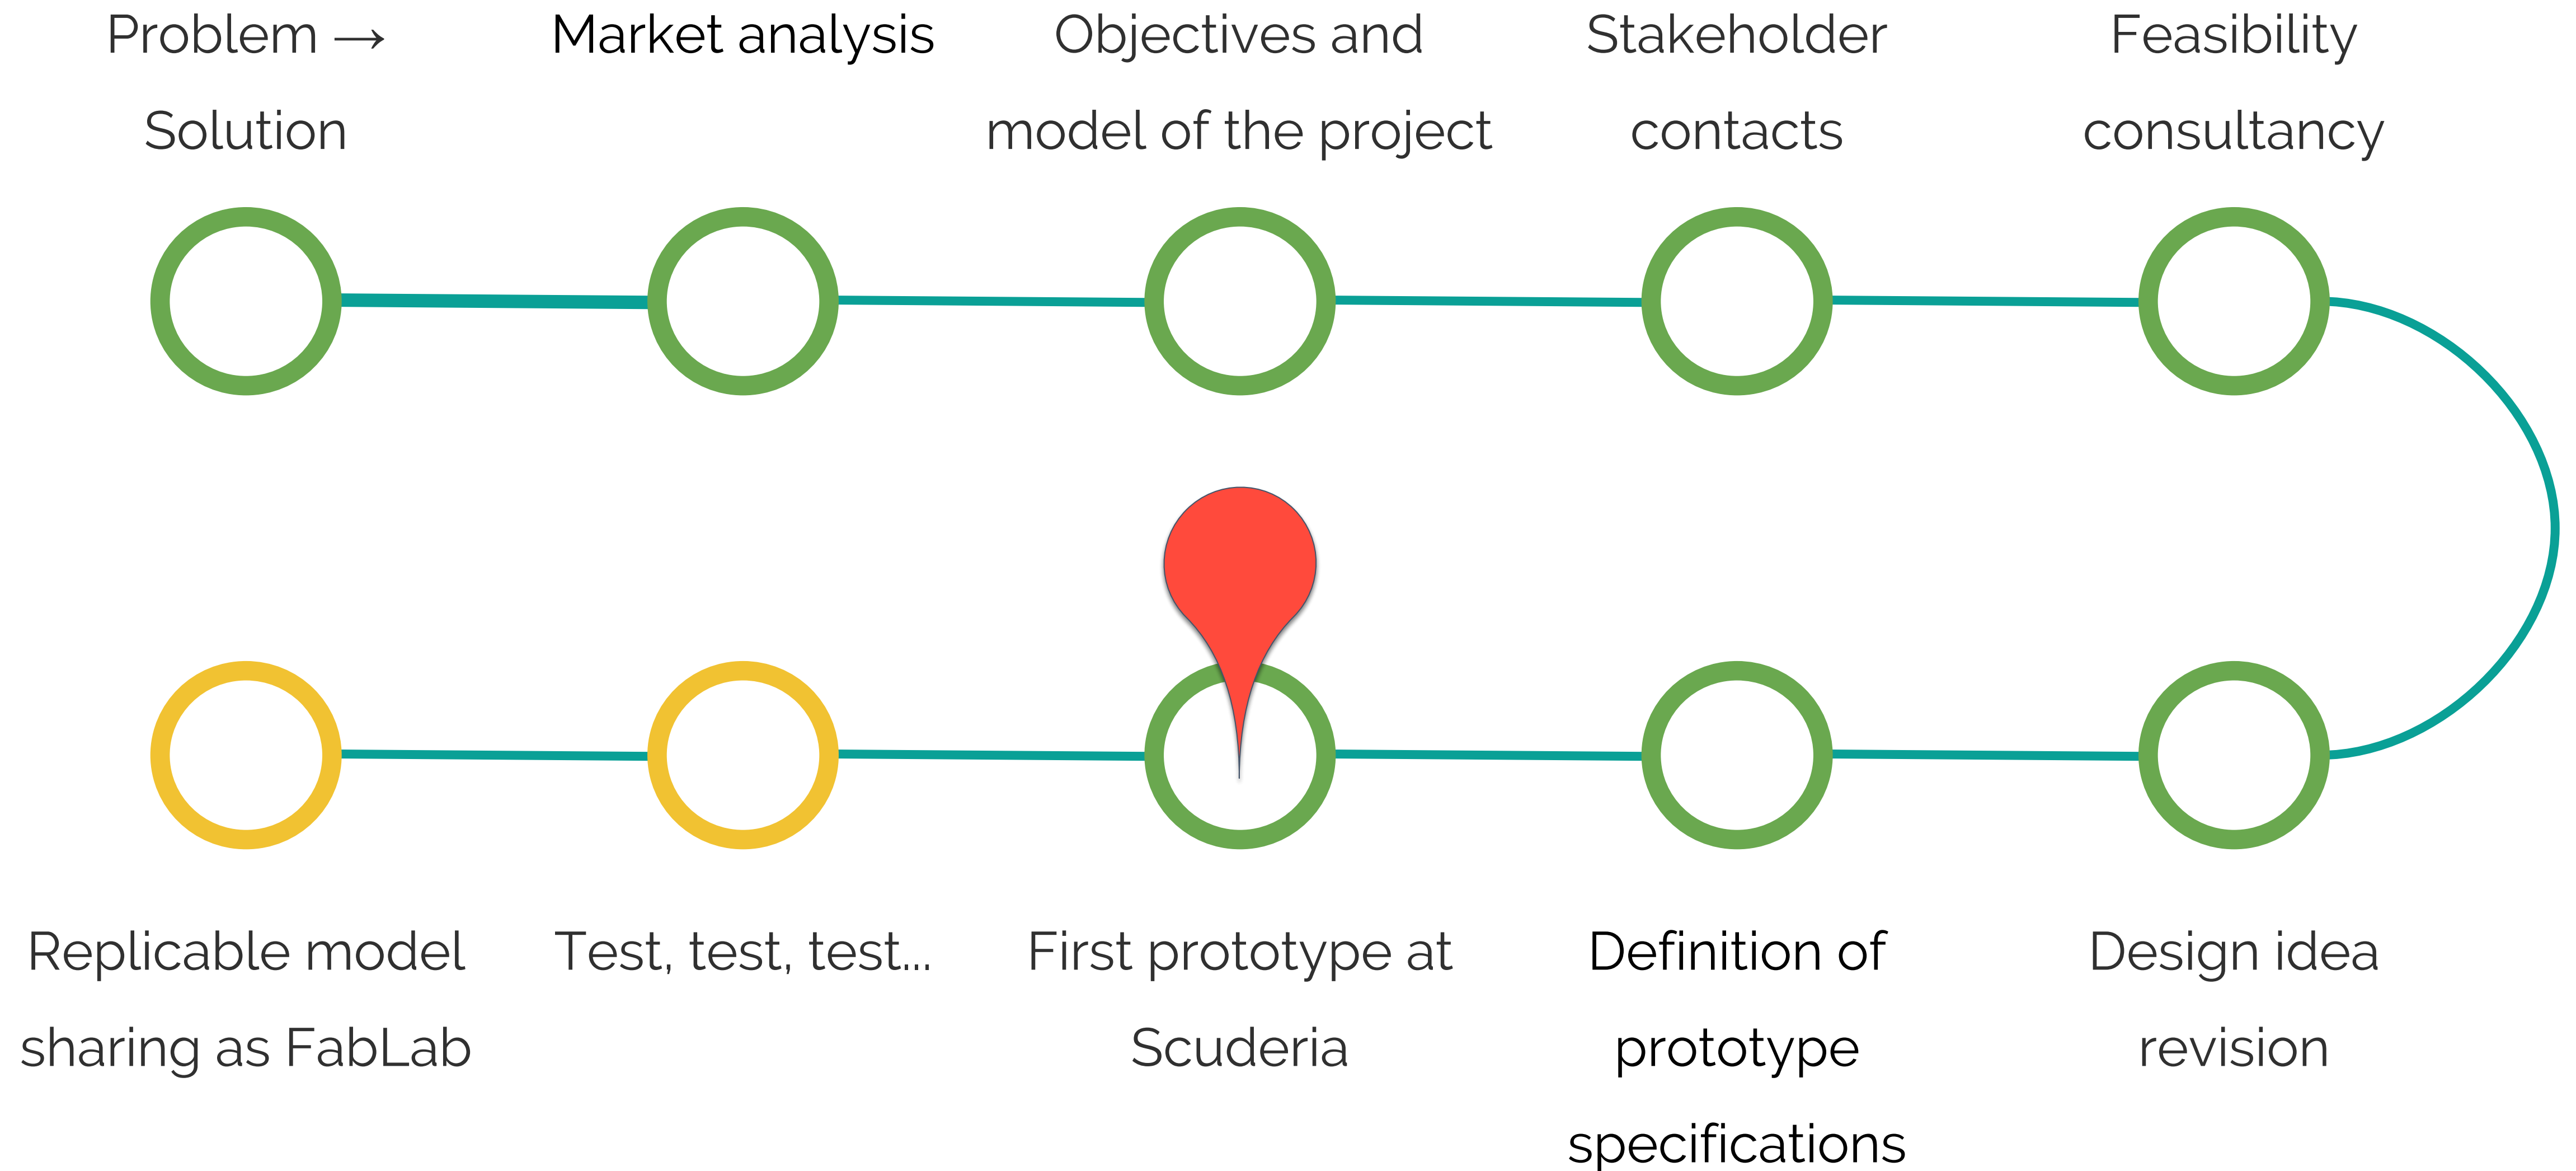 Problem →
Solution
Market analysis
Objectives and
model of the project
Stakeholder
contacts
Feasibility
consultancy
Replicable model
sharing as FabLab
Test, test, test...
First prototype at
Scuderia
Definition of
prototype
specifications
Design idea
revision